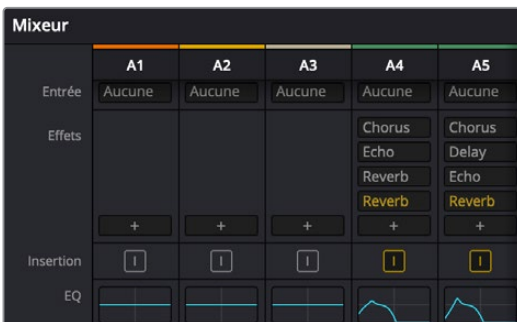 Mixeur
A1 A2 A3 A4 A5
Entrée Aucune Aucune Aucune Aucune Aucune
Effets Chorus Chorus
Echo Delay
Reverb Echo
Reverb Reverb
+ + + + +
Insertion I I I I I
EQ